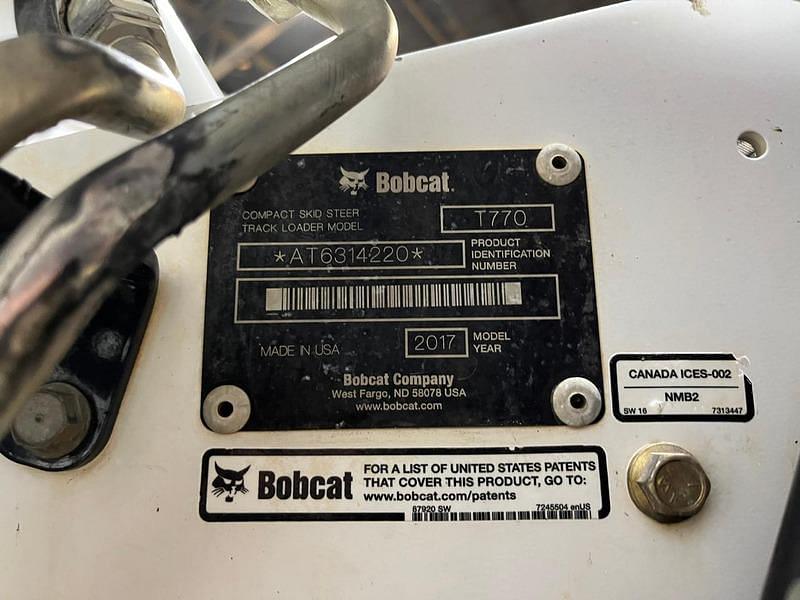 Bobcat.
COMPACT SKID STEER
TRACK LOADER MODEL
T770
*AT6314220*
PRODUCT
IDENTIFICATION
NUMBER
MADE IN USA
2017
MODEL
YEAR
Bobcat Company
West Fargo, ND 58078 USA
www.bobcat.com
CANADA ICES-002
NMB2
SW 16 7313447
Bobcat
FOR A LIST OF UNITED STATES PATENTS
THAT COVER THIS PRODUCT, GO TO:
www.bobcat.com/patents
87920 SW 7245504 enUS